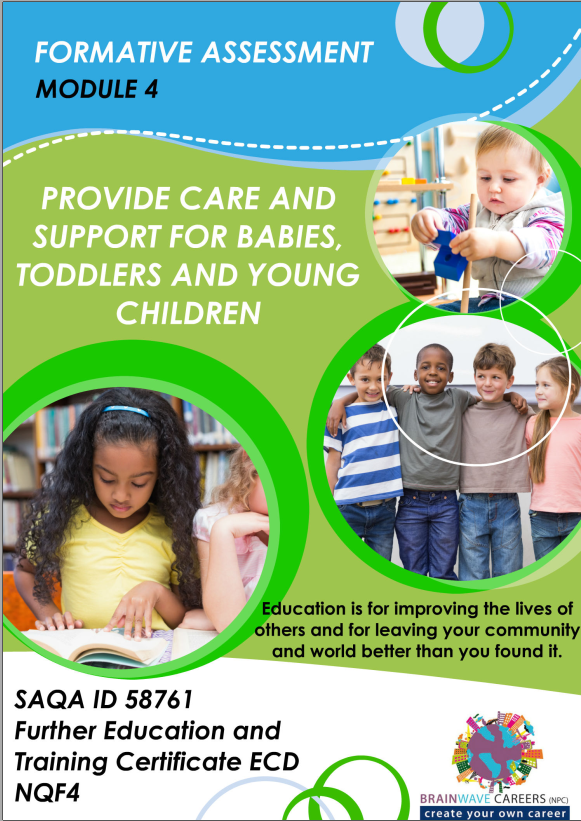 FORMATIVE ASSESSMENT
MODULE 4
PROVIDE CARE AND
SUPPORT FOR BABIES,
TODDLERS AND YOUNG
CHILDREN
Education is for improving the lives of
others and for leaving your community
and world better than you found it.
SAQA ID 58761
Further Education and
Training Certificate ECD
NQF4
BRAINWAVE CAREERS (NPC)
create your own career